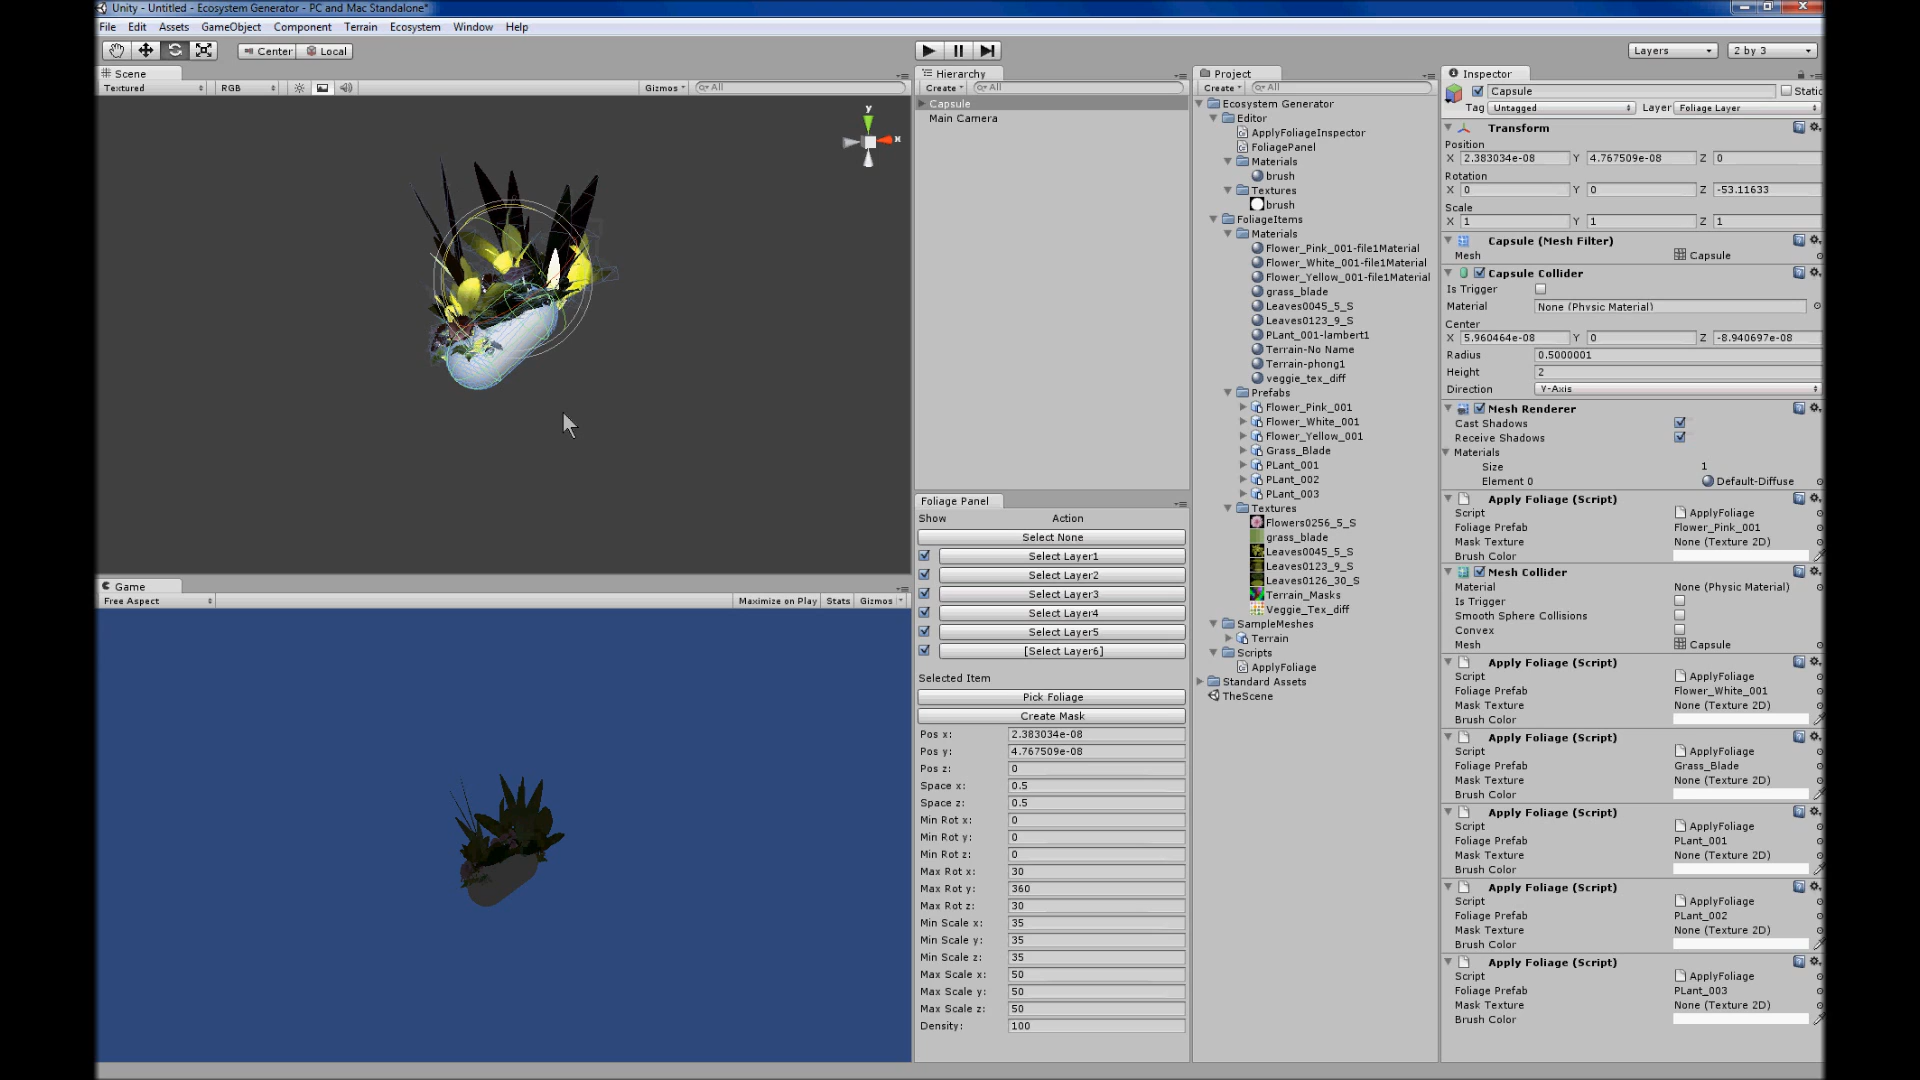 Unity - Untitled - Ecosystem Generator - PC and Mac Standalone*
File Edit Assets GameObject Component Terrain Ecosystem Window Help
Center Local
Layers 2 by 3
Scene
Textured RGB Gizmos All
y
x
Game
Free Aspect Maximize on Play Stats Gizmos
Hierarchy
Create All
Capsule
Main Camera
Foliage Panel
Show Action
Select None
Select Layer1
Select Layer2
Select Layer3
Select Layer4
Select Layer5
[Select Layer6]
Selected Item
Pick Foliage
Create Mask
Pos x: 2.383034e-08
Pos y: 4.767509e-08
Pos z: 0
Space x: 0.5
Space z: 0.5
Min Rot x: 0
Min Rot y: 0
Min Rot z: 0
Max Rot x: 30
Max Rot y: 360
Max Rot z: 30
Min Scale x: 35
Min Scale y: 35
Min Scale z: 35
Max Scale x: 50
Max Scale y: 50
Max Scale z: 50
Density: 100
Project
Create All
Ecosystem Generator
Editor
ApplyFoliageInspector
FoliagePanel
Materials
brush
Textures
brush
FoliageItems
Materials
Flower_Pink_001-file1Material
Flower_White_001-file1Material
Flower_Yellow_001-file1Material
grass_blade
Leaves0045_5_S
Leaves0123_9_S
PLant_001-lambert1
Terrain-No Name
Terrain-phong1
veggie_tex_diff
Prefabs
Flower_Pink_001
Flower_White_001
Flower_Yellow_001
Grass_Blade
PLant_001
PLant_002
PLant_003
Textures
Flowers0256_5_S
grass_blade
Leaves0045_5_S
Leaves0123_9_S
Leaves0126_30_S
Terrain_Masks
Veggie_Tex_diff
SampleMeshes
Terrain
Scripts
ApplyFoliage
Standard Assets
TheScene
Inspector
Capsule Static
Tag Untagged Layer Foliage Layer
Transform
Position
X 2.383034e-08 Y 4.767509e-08 Z 0
Rotation
X 0 Y 0 Z -53.11633
Scale
X 1 Y 1 Z 1
Capsule (Mesh Filter)
Mesh Capsule
Capsule Collider
Is Trigger
Material None (Physic Material)
Center
X 5.960464e-08 Y 0 Z -8.940697e-08
Radius 0.5000001
Height 2
Direction Y-Axis
Mesh Renderer
Cast Shadows
Receive Shadows
Materials
Size 1
Element 0 Default-Diffuse
Apply Foliage (Script)
Script ApplyFoliage
Foliage Prefab Flower_Pink_001
Mask Texture None (Texture 2D)
Brush Color
Mesh Collider
Material None (Physic Material)
Is Trigger
Smooth Sphere Collisions
Convex
Mesh Capsule
Apply Foliage (Script)
Script ApplyFoliage
Foliage Prefab Flower_White_001
Mask Texture None (Texture 2D)
Brush Color
Apply Foliage (Script)
Script ApplyFoliage
Foliage Prefab Grass_Blade
Mask Texture None (Texture 2D)
Brush Color
Apply Foliage (Script)
Script ApplyFoliage
Foliage Prefab PLant_001
Mask Texture None (Texture 2D)
Brush Color
Apply Foliage (Script)
Script ApplyFoliage
Foliage Prefab PLant_002
Mask Texture None (Texture 2D)
Brush Color
Apply Foliage (Script)
Script ApplyFoliage
Foliage Prefab PLant_003
Mask Texture None (Texture 2D)
Brush Color